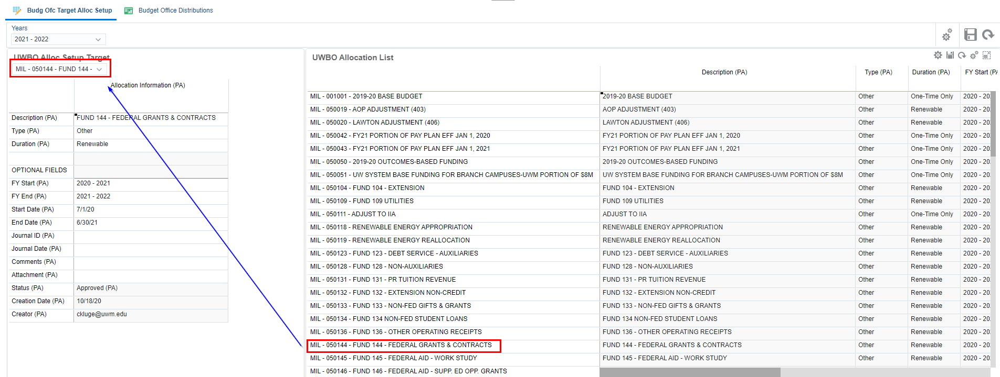 Budg Ofc Target Alloc Setup Budget Office Distributions
Years
2021 - 2022
UWBO Alloc Setup Target
MIL - 050144 - FUND 144 -
Allocation Information (PA)
Description (PA) FUND 144 - FEDERAL GRANTS & CONTRACTS
Type (PA) Other
Duration (PA) Renewable
OPTIONAL FIELDS
FY Start (PA) 2020 - 2021
FY End (PA) 2021 - 2022
Start Date (PA) 7/1/20
End Date (PA) 6/30/21
Journal ID (PA)
Journal Date (PA)
Comments (PA)
Attachment (PA)
Status (PA) Approved (PA)
Creation Date (PA) 10/18/20
Creator (PA) ckluge@uwm.edu
UWBO Allocation List
Description (PA) Type (PA) Duration (PA) FY Start (PA
MIL - 001001 - 2019-20 BASE BUDGET 2019-20 BASE BUDGET Other One-Time Only 2020 - 20
MIL - 050019 - AOP ADJUSTMENT (403) AOP ADJUSTMENT (403) Other Renewable 2020 - 20
MIL - 050020 - LAWTON ADJUSTMENT (406) LAWTON ADJUSTMENT (406) Other Renewable 2020 - 20
MIL - 050042 - FY21 PORTION OF PAY PLAN EFF JAN 1, 2020 FY21 PORTION OF PAY PLAN EFF JAN 1, 2020 Other One-Time Only 2020 - 20
MIL - 050043 - FY21 PORTION OF PAY PLAN EFF JAN 1, 2021 FY21 PORTION OF PAY PLAN EFF JAN 1, 2021 Other One-Time Only 2020 - 20
MIL - 050050 - 2019-20 OUTCOMES-BASED FUNDING 2019-20 OUTCOMES-BASED FUNDING Other One-Time Only 2020 - 20
MIL - 050051 - UW SYSTEM BASE FUNDING FOR BRANCH CAMPUSES-UWM PORTION OF $8M UW SYSTEM BASE FUNDING FOR BRANCH CAMPUSES-UWM PORTION OF $8M Other One-Time Only 2020 - 20
MIL - 050104 - FUND 104 - EXTENSION FUND 104 - EXTENSION Other Renewable 2020 - 20
MIL - 050109 - FUND 109 UTILITIES FUND 109 UTILITIES Other Renewable 2020 - 20
MIL - 050111 - ADJUST TO IIA ADJUST TO IIA Other One-Time Only 2020 - 20
MIL - 050118 - RENEWABLE ENERGY APPROPRIATION RENEWABLE ENERGY APPROPRIATION Other Renewable 2020 - 20
MIL - 050119 - RENEWABLE ENERGY REALLOCATION RENEWABLE ENERGY REALLOCATION Other Renewable 2020 - 20
MIL - 050123 - FUND 123 - DEBT SERVICE - AUXILIARIES FUND 123 - DEBT SERVICE - AUXILIARIES Other Renewable 2020 - 20
MIL - 050128 - FUND 128 - NON-AUXILIARIES FUND 128 - NON-AUXILIARIES Other Renewable 2020 - 20
MIL - 050131 - FUND 131 - PR TUITION REVENUE FUND 131 - PR TUITION REVENUE Other Renewable 2020 - 20
MIL - 050132 - FUND 132 - EXTENSION NON-CREDIT FUND 132 - EXTENSION NON-CREDIT Other Renewable 2020 - 20
MIL - 050133 - FUND 133 - NON-FED GIFTS & GRANTS FUND 133 - NON-FED GIFTS & GRANTS Other Renewable 2020 - 20
MIL - 050134 - FUND 134 NON-FED STUDENT LOANS FUND 134 NON-FED STUDENT LOANS Other Renewable 2020 - 20
MIL - 050136 - FUND 136 - OTHER OPERATING RECEIPTS FUND 136 - OTHER OPERATING RECEIPTS Other Renewable 2020 - 20
MIL - 050144 - FUND 144 - FEDERAL GRANTS & CONTRACTS FUND 144 - FEDERAL GRANTS & CONTRACTS Other Renewable 2020 - 20
MIL - 050145 - FUND 145 - FEDERAL AID - WORK STUDY FUND 145 - FEDERAL AID - WORK STUDY Other Renewable 2020 - 20
MIL - 050146 - FUND 146 - FEDERAL AID - SUPP. ED OPP. GRANTS